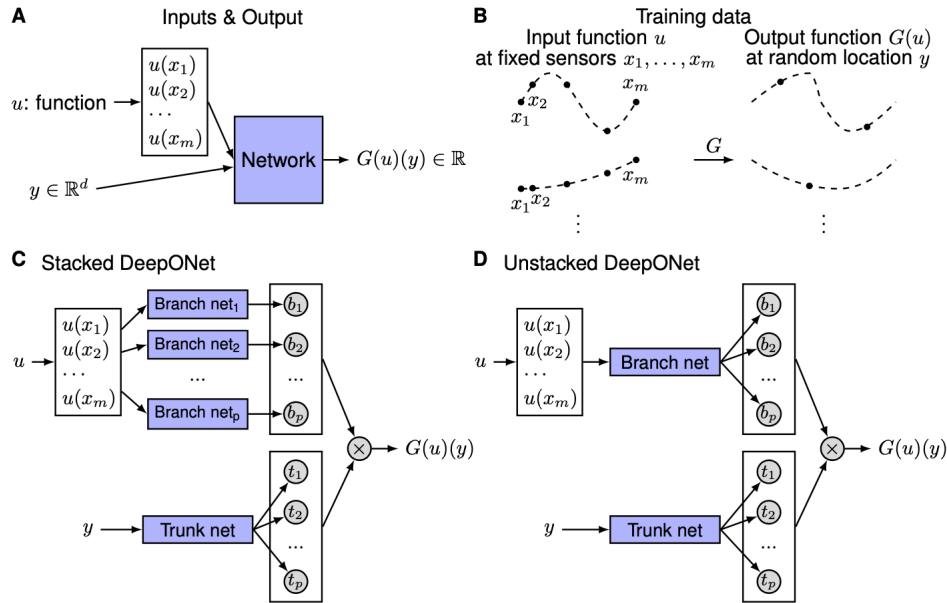 A
Inputs & Output
u: function
u(x₁)
u(x₂)
...
u(xₘ)
y ∈ ℝᵈ
Network
G(u)(y) ∈ ℝ
B
Training data
Input function u
at fixed sensors x₁, . . . , xₘ
Output function G(u)
at random location y
x₁
x₂
xₘ
G
x₁
x₂
xₘ
⋮
⋮
C
Stacked DeepONet
u
u(x₁)
u(x₂)
...
u(xₘ)
Branch net₁
Branch net₂
...
Branch netₚ
b₁
b₂
...
bₚ
y
Trunk net
t₁
t₂
...
tₚ
×
G(u)(y)
D
Unstacked DeepONet
u
u(x₁)
u(x₂)
...
u(xₘ)
Branch net
b₁
b₂
...
bₚ
y
Trunk net
t₁
t₂
...
tₚ
×
G(u)(y)